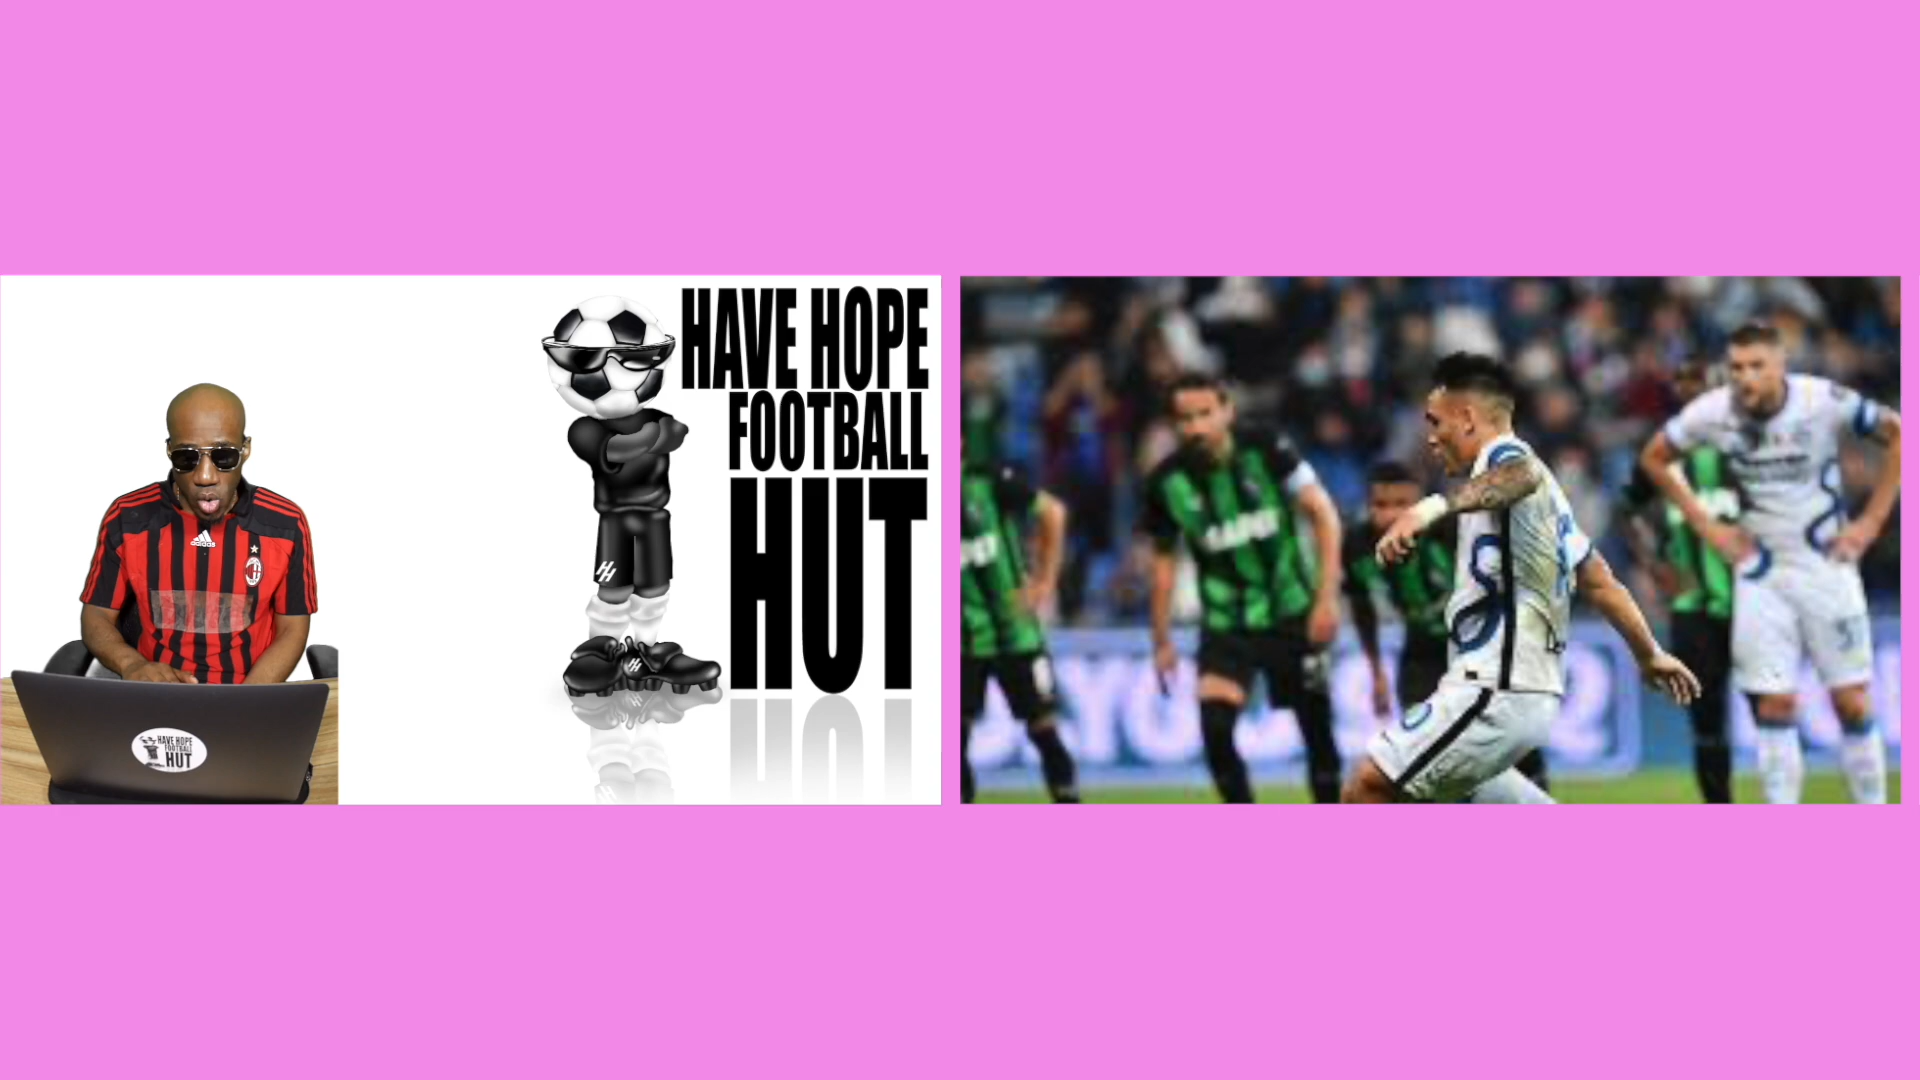 HAVE HOPE
FOOTBALL
HUT
adidas
HAVE HOPE
FOOTBALL
HUT